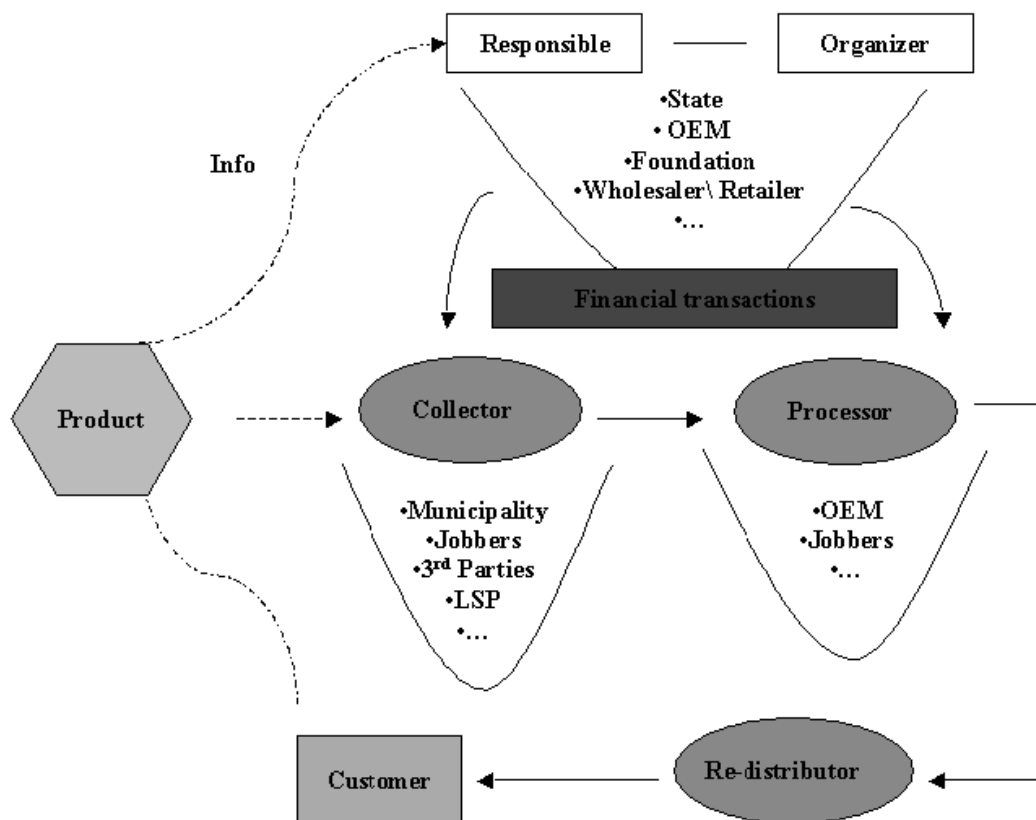 Responsible
Organizer
•State
• OEM
•Foundation
•Wholesaler\ Retailer
•...
Info
Financial transactions
Product
Collector
Processor
•Municipality
•Jobbers
•3rd Parties
•LSP
•...
•OEM
•Jobbers
•...
Customer
Re-distributor